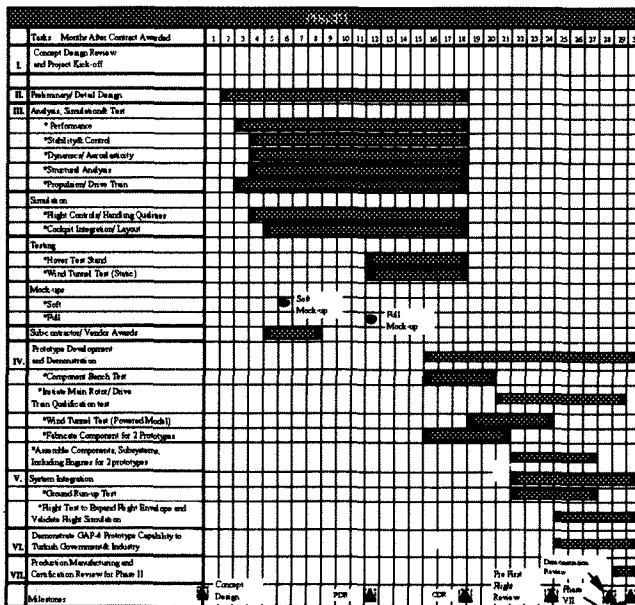 PHASE I
Tasks Months After Contract Awarded 1 2 3 4 5 6 7 8 9 10 11 12 13 14 15 16 17 18 19 20 21 22 23 24 25 26 27 28 29
I. Concept Design Review
and Project Kick-off
II. Preliminary/ Detail Design
III. Analysis, Simulation& Test
*Performance
*Stability& Control
*Dynamics/ Aeroelasticity
*Structural Analysis
*Propulsion/ Drive Train
Simulation
*Flight Controls/ Handling Qualities
*Cockpit Integration/ Layout
Testing
*Hover Test Stand
*Wind Tunnel Test (Static)
Mock-ups
*Soft
*Full
Soft
Mock-up
Full
Mock-up
Subcontractor/ Vendor Awards
IV. Prototype Development
and Demonstration
*Component Bench Test
*Initiate Main Rotor/ Drive
Train Qualification test
*Wind Tunnel Test (Powered Model)
*Fabricate Component for 2 Prototypes
*Assemble Components, Subsystems,
Including Engines for 2 prototypes
V. System Integration
*Ground Run-up Test
*Flight Test to Expand Flight Envelope and
Validate Flight Simulation
VI. Demonstrate GAP-6 Prototype Capability to
Turkish Government & Industry
VII. Production Manufacturing and
Certification Review for Phase II
Milestones
Concept
Design
PDR
CDR
Pre First
Flight
Review
Demonstration
Review
Phase
VII